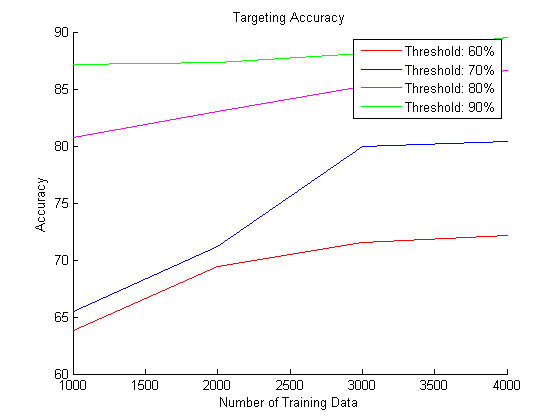 Targeting Accuracy
90
85
80
75
70
65
60
Accuracy
Threshold: 60%
Threshold: 70%
Threshold: 80%
Threshold: 90%
1000 1500 2000 2500 3000 3500 4000
Number of Training Data